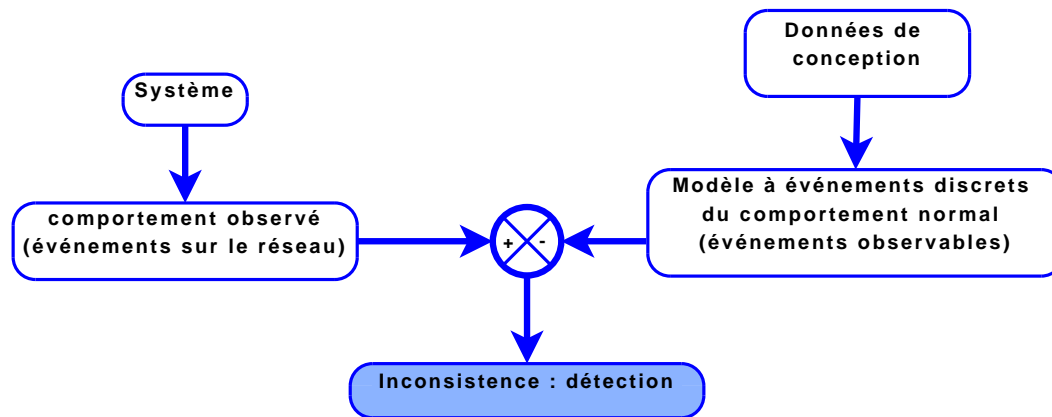 Données de
conception
Système
Modèle à événements discrets
du comportement normal
(événements observables)
comportement observé
(événements sur le réseau)
+ -
Inconsistence : détection